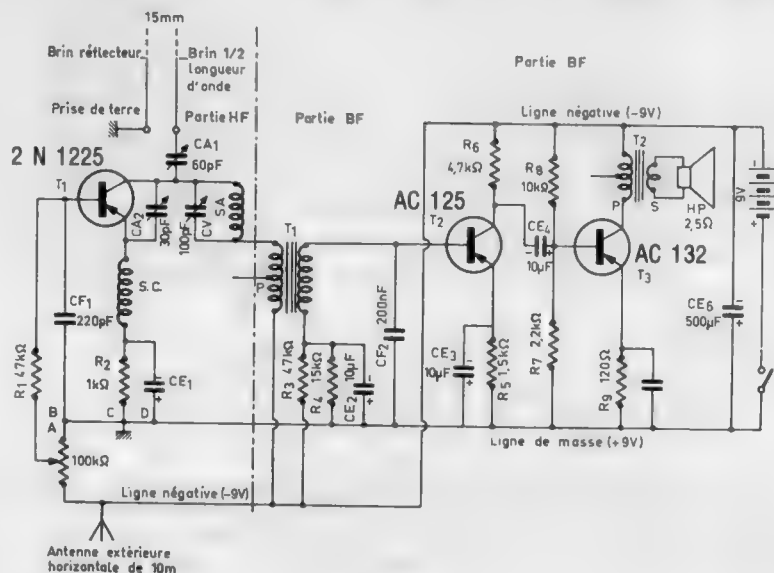 15mm
Brin réflecteur
Brin 1/2
longueur
d'onde
Partie BF
Prise de terre
Partie HF
Partie BF
Ligne négative (-9V)
2 N 1225
T1
CA1
60pF
CA2
30pF
CV
100pF
SA
S.C.
CF1
220pF
R1 47kΩ
R2
1kΩ
CE1
B
A
C
D
100kΩ
T1
P
R3 47kΩ
R4 15kΩ
CE2 10µF
CF2
200nF
R6
4,7kΩ
AC 125
T2
CE4
10µF
CE3
10µF
R5 1,5kΩ
R8
10kΩ
R7 2,2kΩ
T2
P
S
HP
2,5Ω
AC 132
T3
R9 120Ω
CE6
500µF
-
9V
+
Ligne de masse (+9V)
Ligne négative (-9V)
Antenne extérieure
horizontale de 10m